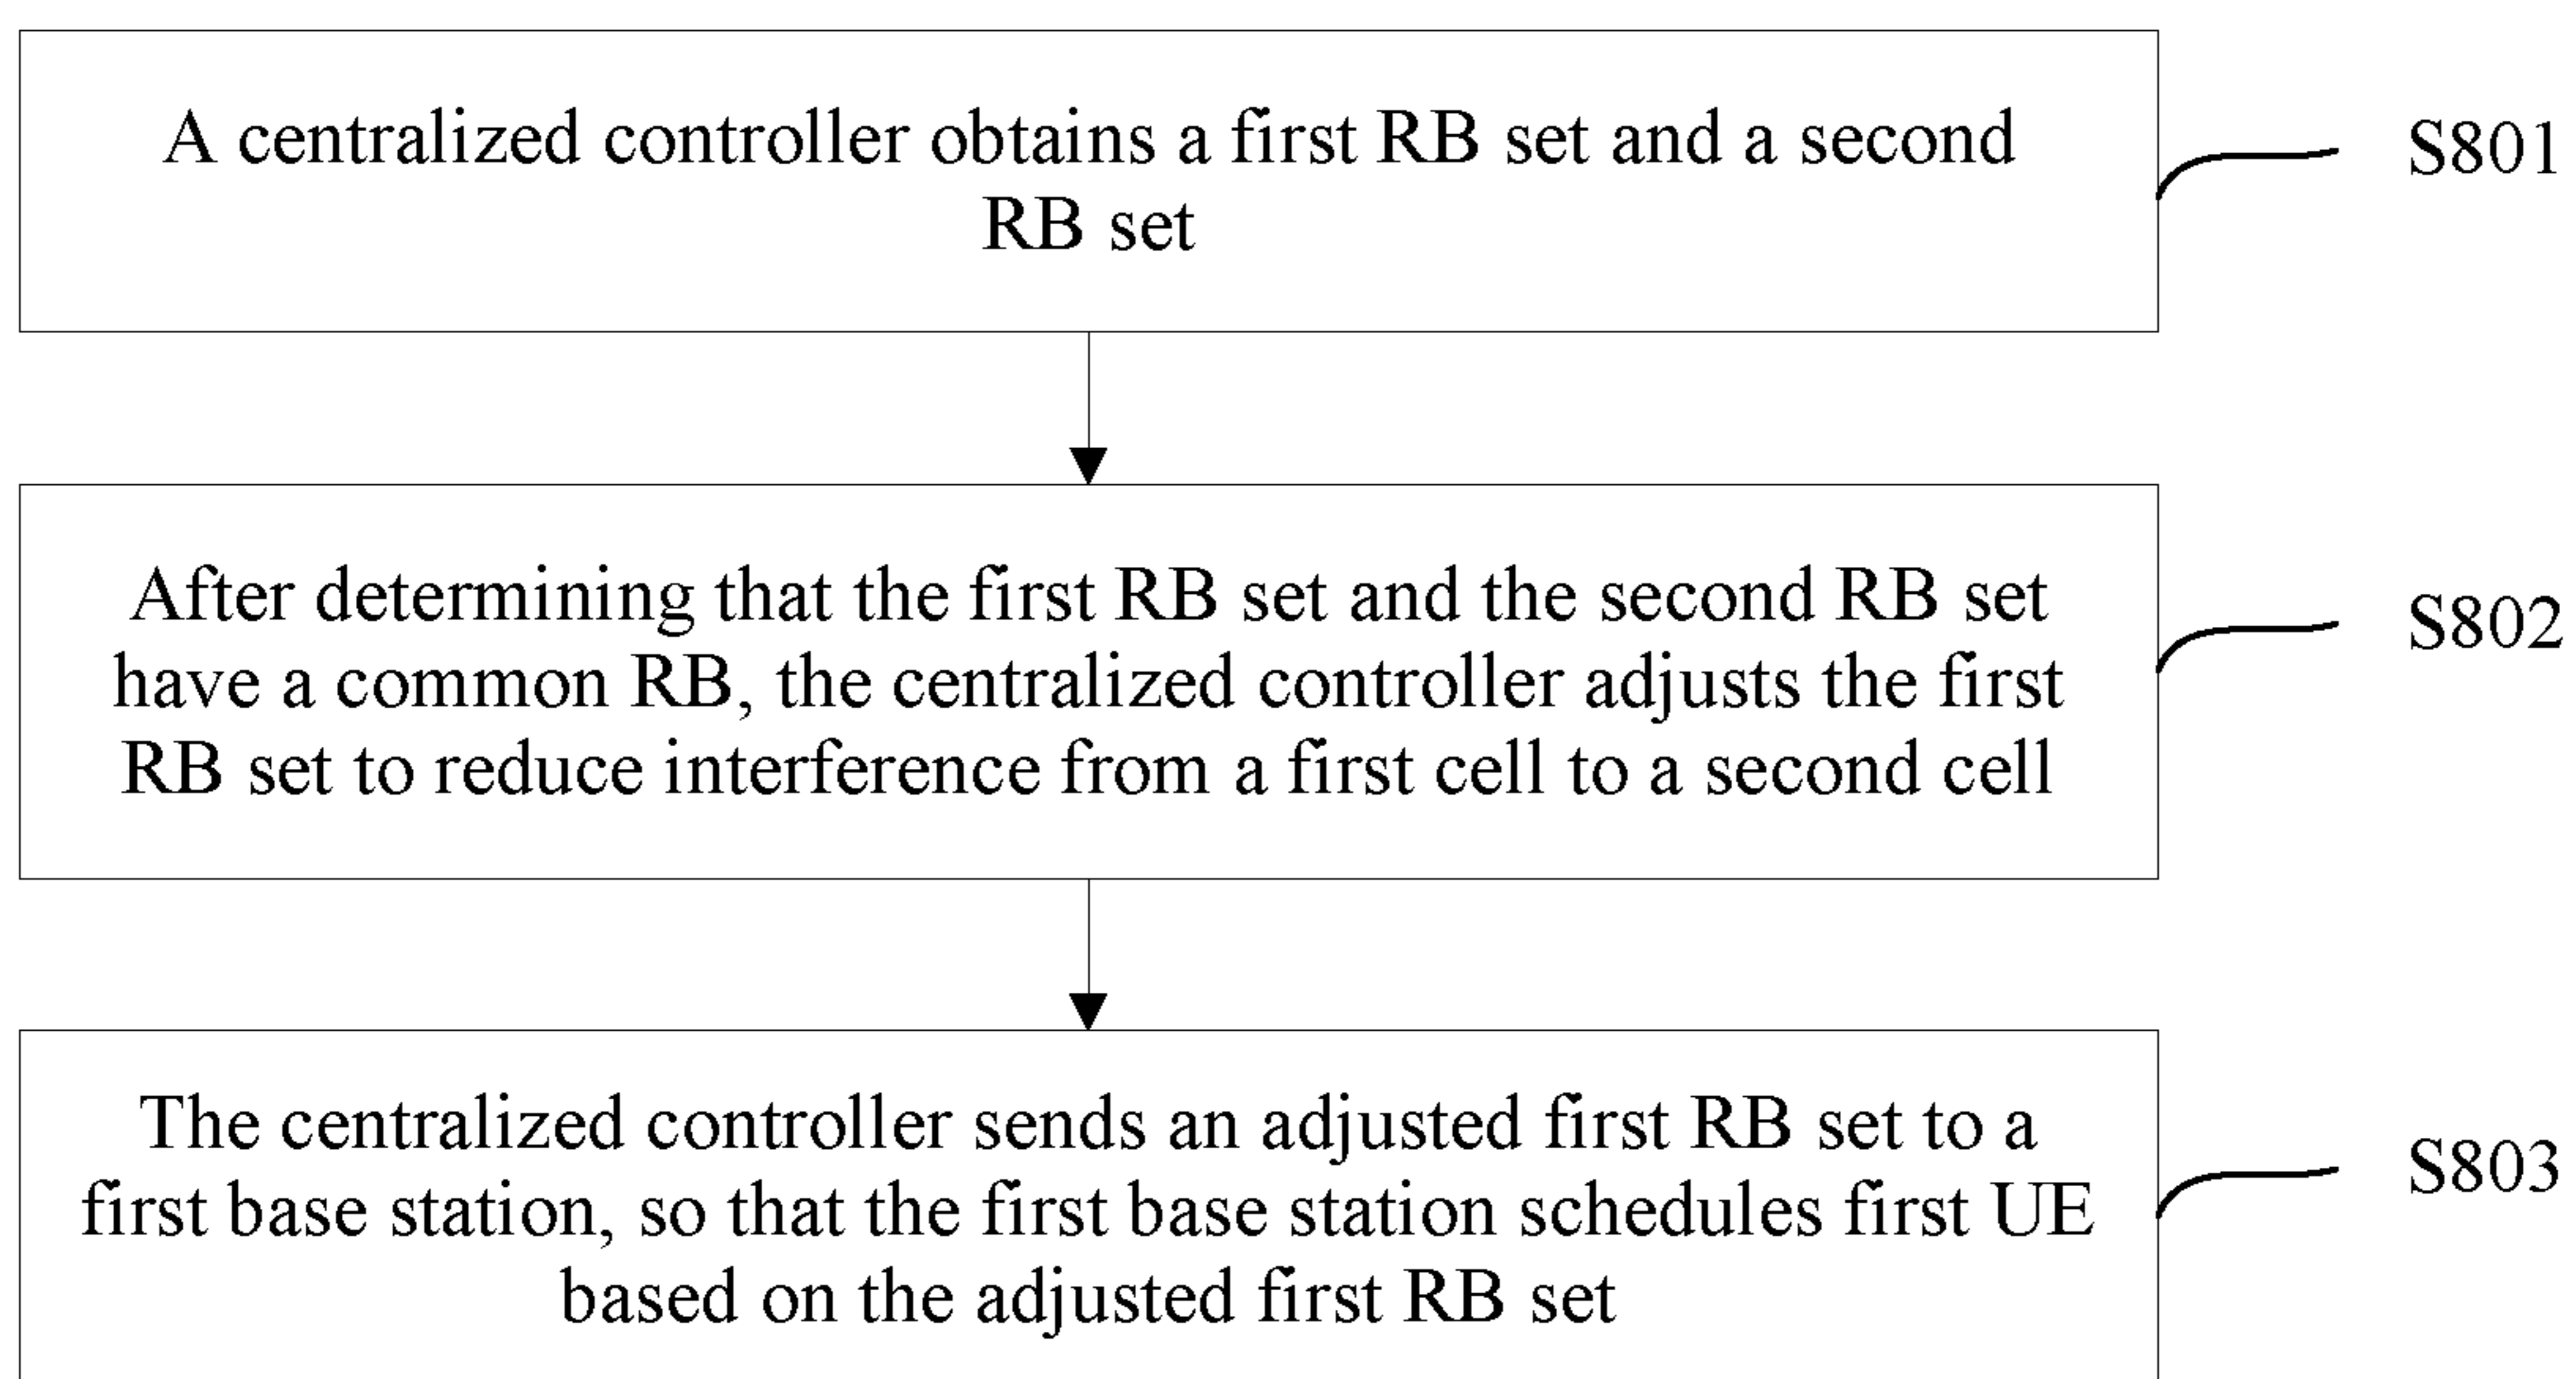 A centralized controller obtains a first RB set and a second
RB set
S801
After determining that the first RB set and the second RB set
have a common RB, the centralized controller adjusts the first
RB set to reduce interference from a first cell to a second cell
S802
The centralized controller sends an adjusted first RB set to a
first base station, so that the first base station schedules first UE
based on the adjusted first RB set
S803